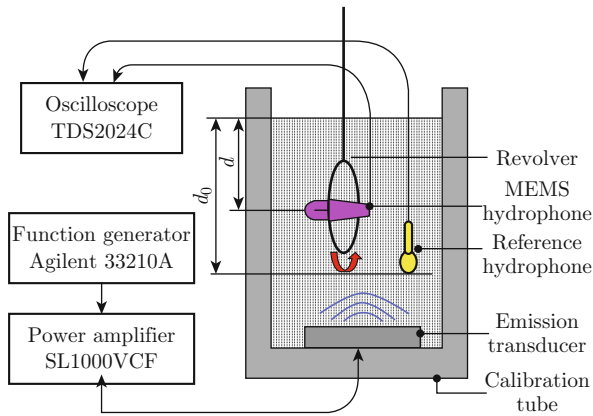 Oscilloscope
TDS2024C
d
d0
Revolver
MEMS
hydrophone
Function generator
Agilent 33210A
Reference
hydrophone
Power amplifier
SL1000VCF
Emission
transducer
Calibration
tube